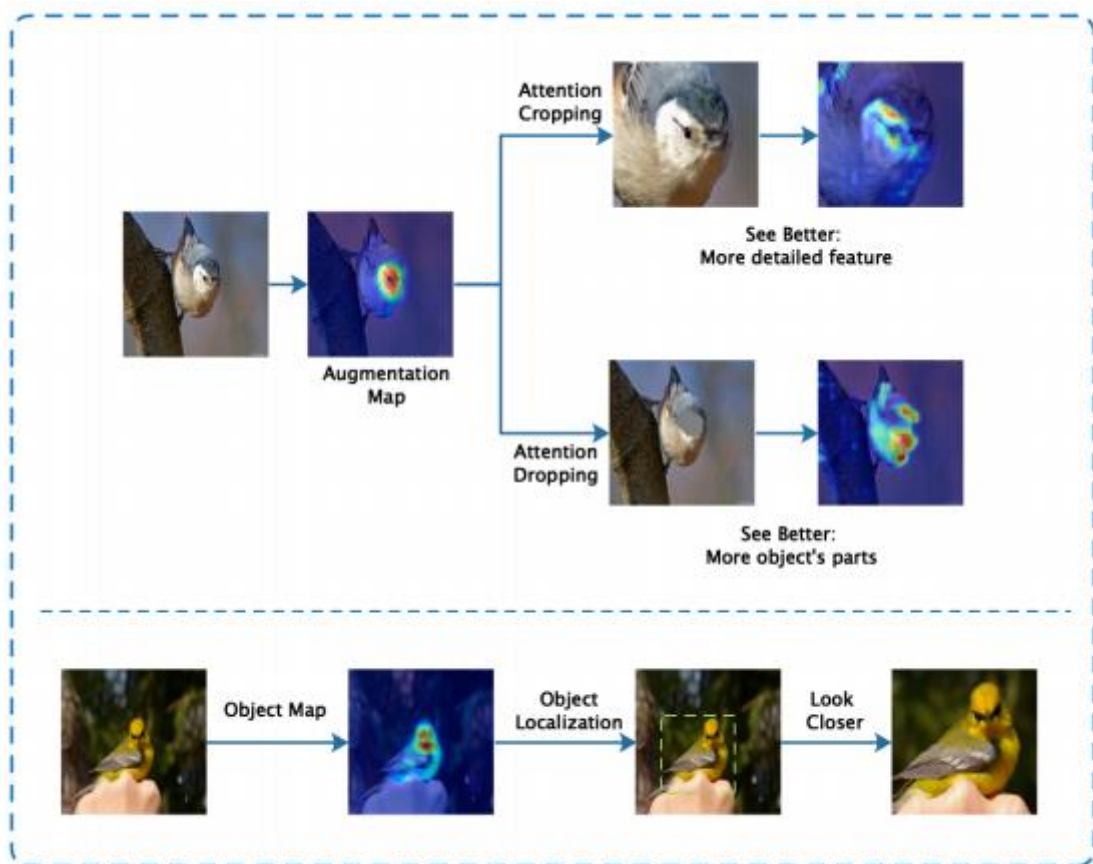 Attention
Cropping
See Better:
More detailed feature
Augmentation
Map
Attention
Dropping
See Better:
More object's parts
Object Map
Object
Localization
Look
Closer